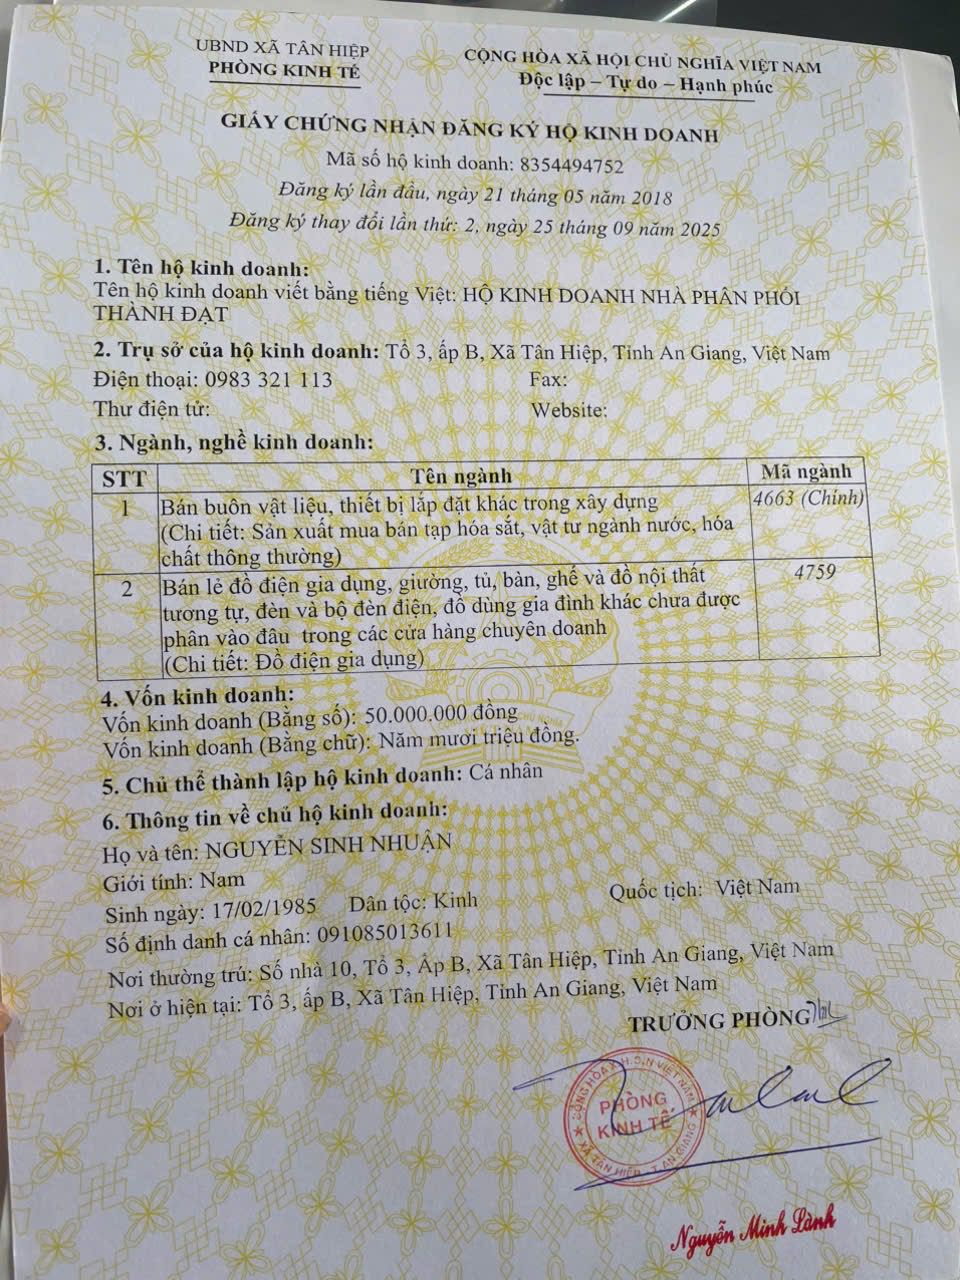 UBND XÃ TÂN HIỆP
PHÒNG KINH TẾ
CỘNG HÒA XÃ HỘI CHỦ NGHĨA VIỆT NAM
Độc lập – Tự do – Hạnh phúc
GIẤY CHỨNG NHẬN ĐĂNG KÝ HỘ KINH DOANH
Mã số hộ kinh doanh: 8354494752
Đăng ký lần đầu, ngày 21 tháng 05 năm 2018
Đăng ký thay đổi lần thứ: 2, ngày 25 tháng 09 năm 2025
1. Tên hộ kinh doanh:
Tên hộ kinh doanh viết bằng tiếng Việt: HỘ KINH DOANH NHÀ PHÂN PHỐI
THÀNH ĐẠT
2. Trụ sở của hộ kinh doanh: Tổ 3, ấp B, Xã Tân Hiệp, Tỉnh An Giang, Việt Nam
Điện thoại: 0983 321 113 Fax:
Thư điện tử: Website:
3. Ngành, nghề kinh doanh:
STT Tên ngành Mã ngành
1 Bán buôn vật liệu, thiết bị lắp đặt khác trong xây dựng 4663 (Chính)
(Chi tiết: Sản xuất mua bán tạp hóa sắt, vật tư ngành nước, hóa
chất thông thường)
2 Bán lẻ đồ điện gia dụng, giường, tủ, bàn, ghế và đồ nội thất 4759
tương tự, đèn và bộ đèn điện, đồ dùng gia đình khác chưa được
phân vào đâu trong các cửa hàng chuyên doanh
(Chi tiết: Đồ điện gia dụng)
4. Vốn kinh doanh:
Vốn kinh doanh (Bằng số): 50.000.000 đồng
Vốn kinh doanh (Bằng chữ): Năm mươi triệu đồng.
5. Chủ thể thành lập hộ kinh doanh: Cá nhân
6. Thông tin về chủ hộ kinh doanh:
Họ và tên: NGUYỄN SINH NHUẬN
Giới tính: Nam
Sinh ngày: 17/02/1985 Dân tộc: Kinh Quốc tịch: Việt Nam
Số định danh cá nhân: 091085013611
Nơi thường trú: Số nhà 10, Tổ 3, Ấp B, Xã Tân Hiệp, Tỉnh An Giang, Việt Nam
Nơi ở hiện tại: Tổ 3, ấp B, Xã Tân Hiệp, Tỉnh An Giang, Việt Nam
TRƯỞNG PHÒNG
CỘNG HÒA X.H.C.N VIỆT NAM
PHÒNG
KINH TẾ
XÃ TÂN HIỆP - T. AN GIANG
Nguyễn Minh Lành